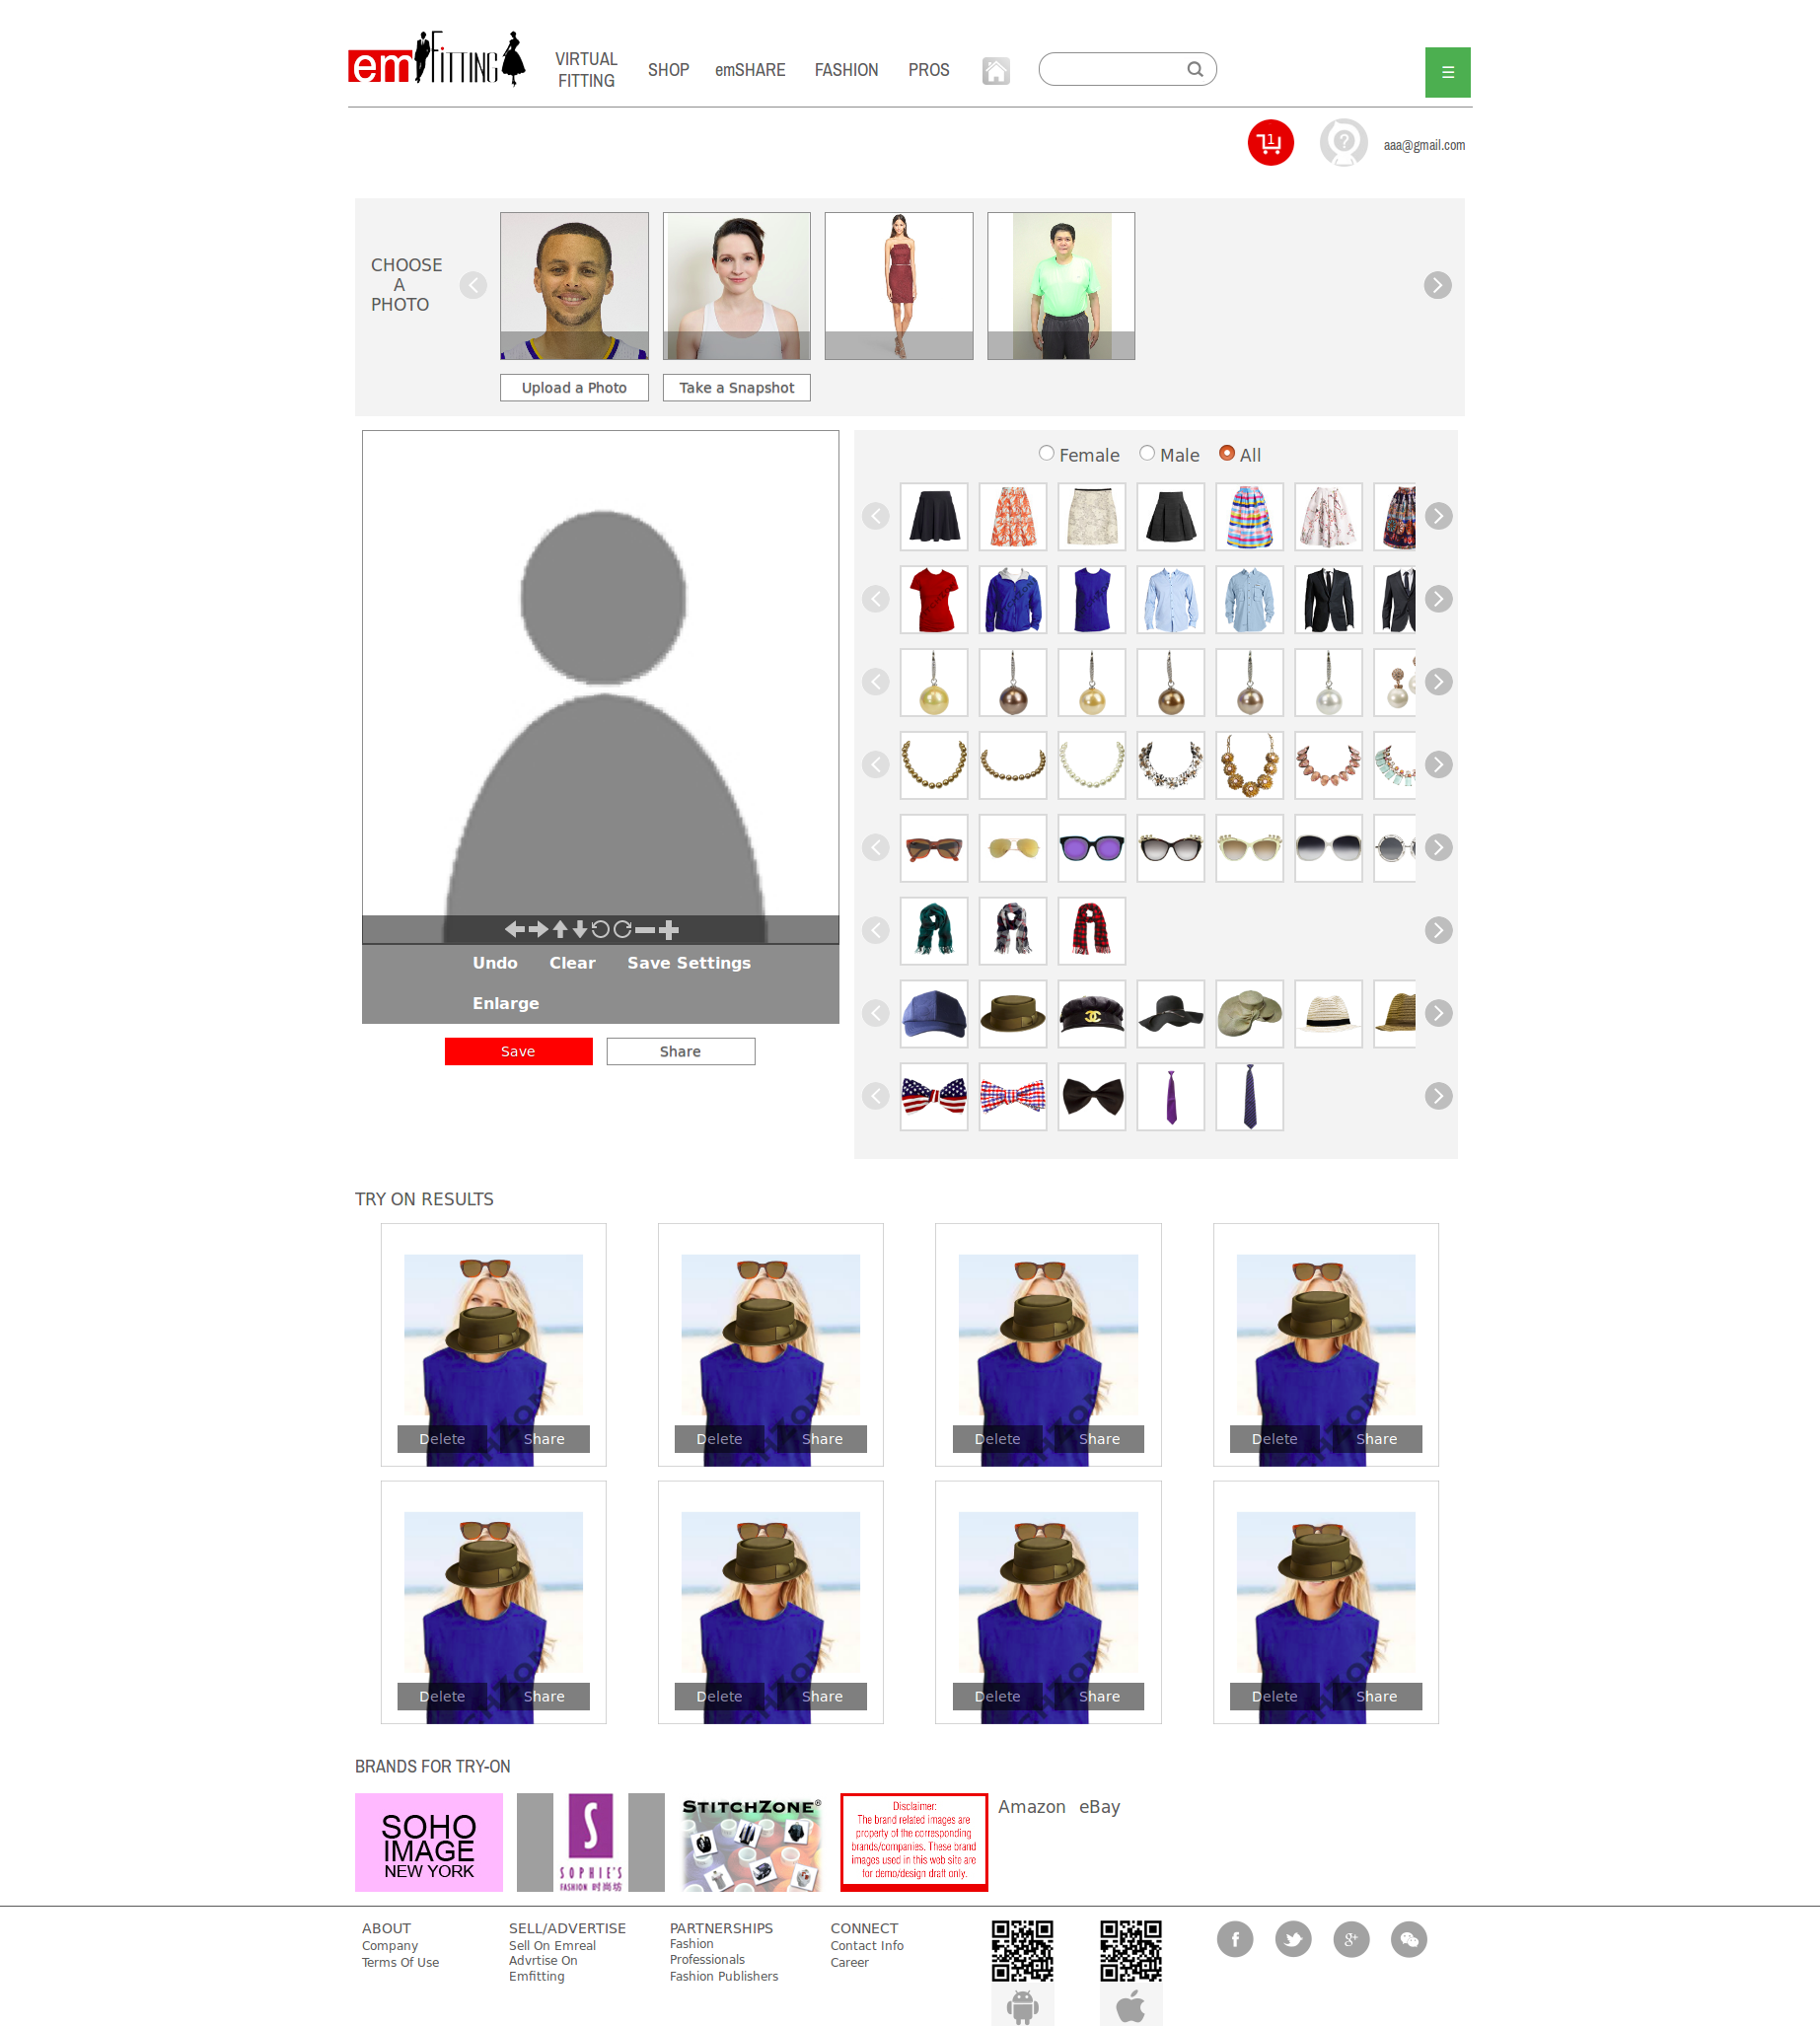 em FITTING
VIRTUAL
FITTING
SHOP
emSHARE
FASHION
PROS
☰
1
?
aaa@gmail.com
CHOOSE
A
PHOTO
Upload a Photo
Take a Snapshot
Female
Male
All
Undo
Clear
Save Settings
Enlarge
Save
Share
TRY ON RESULTS
Delete Share
Delete Share
Delete Share
Delete Share
Delete Share
Delete Share
Delete Share
Delete Share
BRANDS FOR TRY-ON
SOHO
IMAGE
NEW YORK
S
SOPHIE'S
FASHION 时尚坊
STITCHZONE®
Disclaimer:
The brand related images are
property of the corresponding
brands/companies. These brand
images used in this web site are
for demo/design draft only.
Amazon
eBay
ABOUT
Company
Terms Of Use
SELL/ADVERTISE
Sell On Emreal
Advrtise On
Emfitting
PARTNERSHIPS
Fashion
Professionals
Fashion Publishers
CONNECT
Contact Info
Career
f
g+